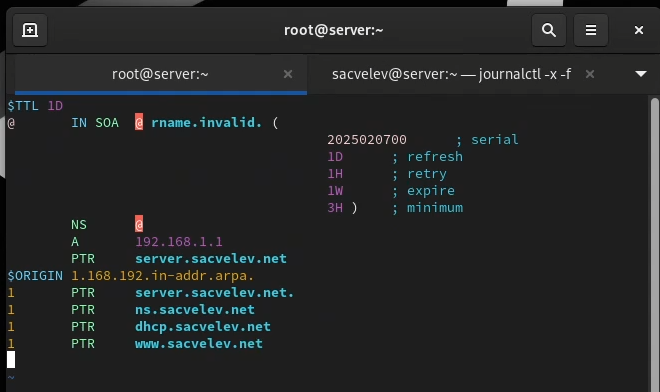 root@server:~
root@server:~ × sacvelev@server:~ — journalctl -x -f ×
$TTL 1D
@ IN SOA @ rname.invalid. (
2025020700 ; serial
1D ; refresh
1H ; retry
1W ; expire
3H ) ; minimum
NS @
A 192.168.1.1
PTR server.sacvelev.net
$ORIGIN 1.168.192.in-addr.arpa.
1 PTR server.sacvelev.net.
1 PTR ns.sacvelev.net
1 PTR dhcp.sacvelev.net
1 PTR www.sacvelev.net
~